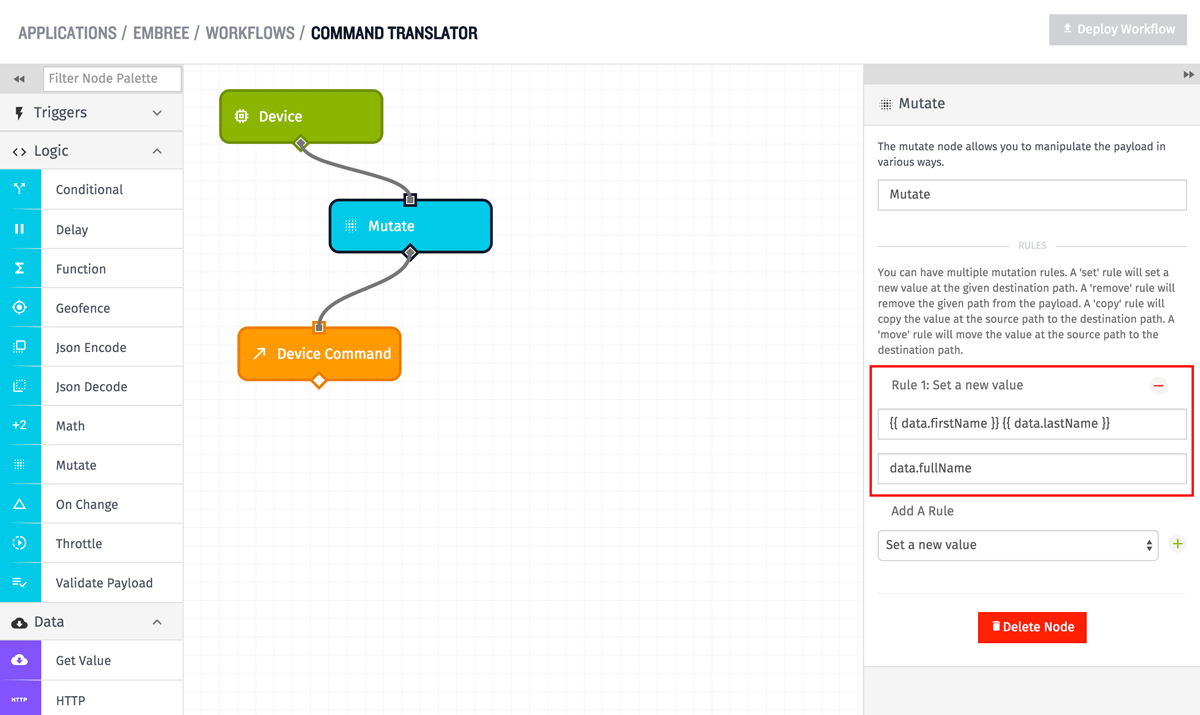 APPLICATIONS / EMBREE / WORKFLOWS / COMMAND TRANSLATOR
Deploy Workflow
Filter Node Palette
Triggers
Logic
Conditional
Delay
Function
Geofence
Json Encode
Json Decode
+2 Math
Mutate
On Change
Throttle
Validate Payload
Data
Get Value
HTTP HTTP
Device
Mutate
Device Command
Mutate
The mutate node allows you to manipulate the payload in
various ways.
Mutate
RULES
You can have multiple mutation rules. A 'set' rule will set a
new value at the given destination path. A 'remove' rule will
remove the given path from the payload. A 'copy' rule will
copy the value at the source path to the destination path. A
'move' rule will move the value at the source path to the
destination path.
Rule 1: Set a new value
{{ data.firstName }} {{ data.lastName }}
data.fullName
Add A Rule
Set a new value
Delete Node